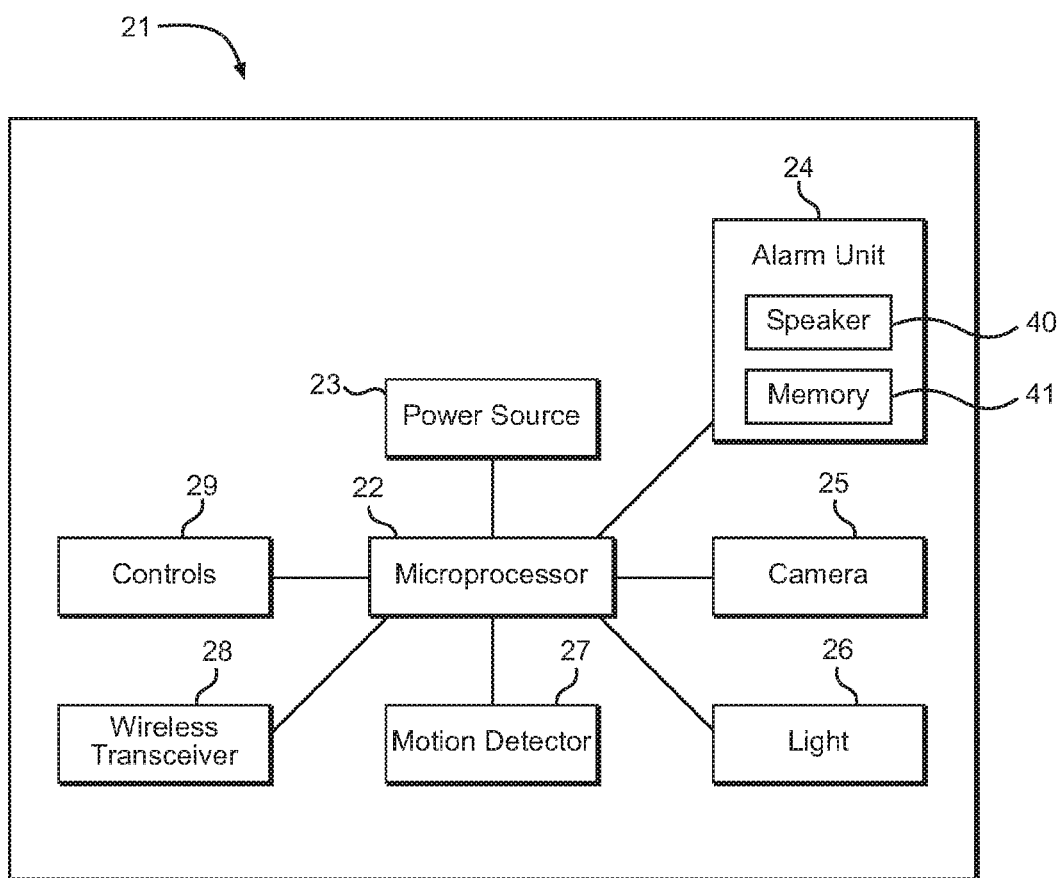 21
24
Alarm Unit
Speaker
40
Memory
41
23
Power Source
29
22
25
Controls
Microprocessor
Camera
28
27
26
Wireless
Transceiver
Motion Detector
Light